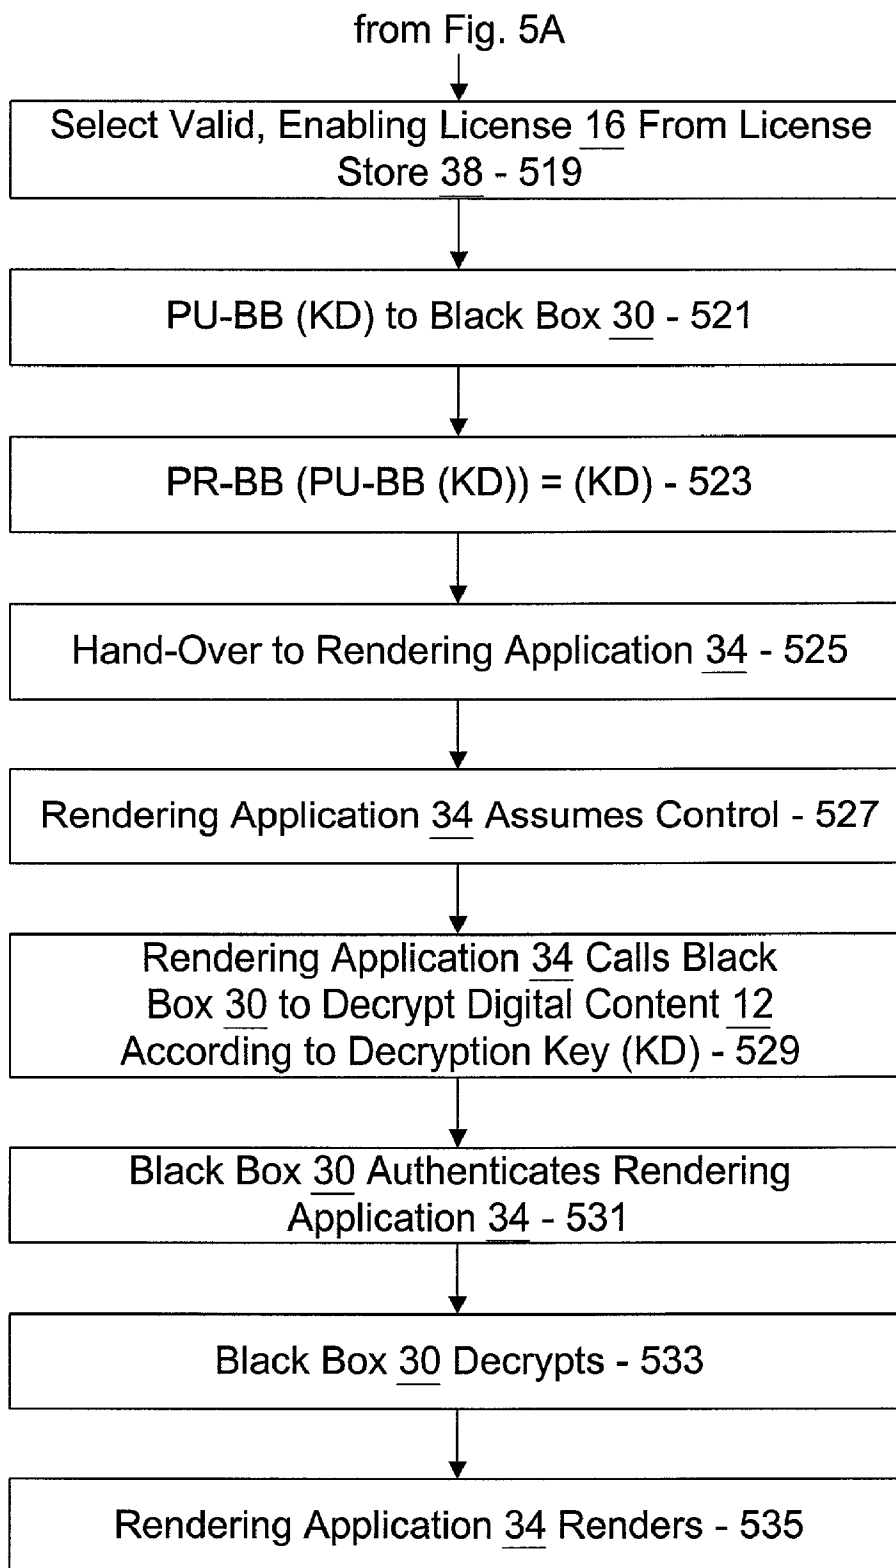 from Fig. 5A
Select Valid, Enabling License 16 From License
Store 38 - 519
PU-BB (KD) to Black Box 30 - 521
PR-BB (PU-BB (KD)) = (KD) - 523
Hand-Over to Rendering Application 34 - 525
Rendering Application 34 Assumes Control - 527
Rendering Application 34 Calls Black
Box 30 to Decrypt Digital Content 12
According to Decryption Key (KD) - 529
Black Box 30 Authenticates Rendering
Application 34 - 531
Black Box 30 Decrypts - 533
Rendering Application 34 Renders - 535